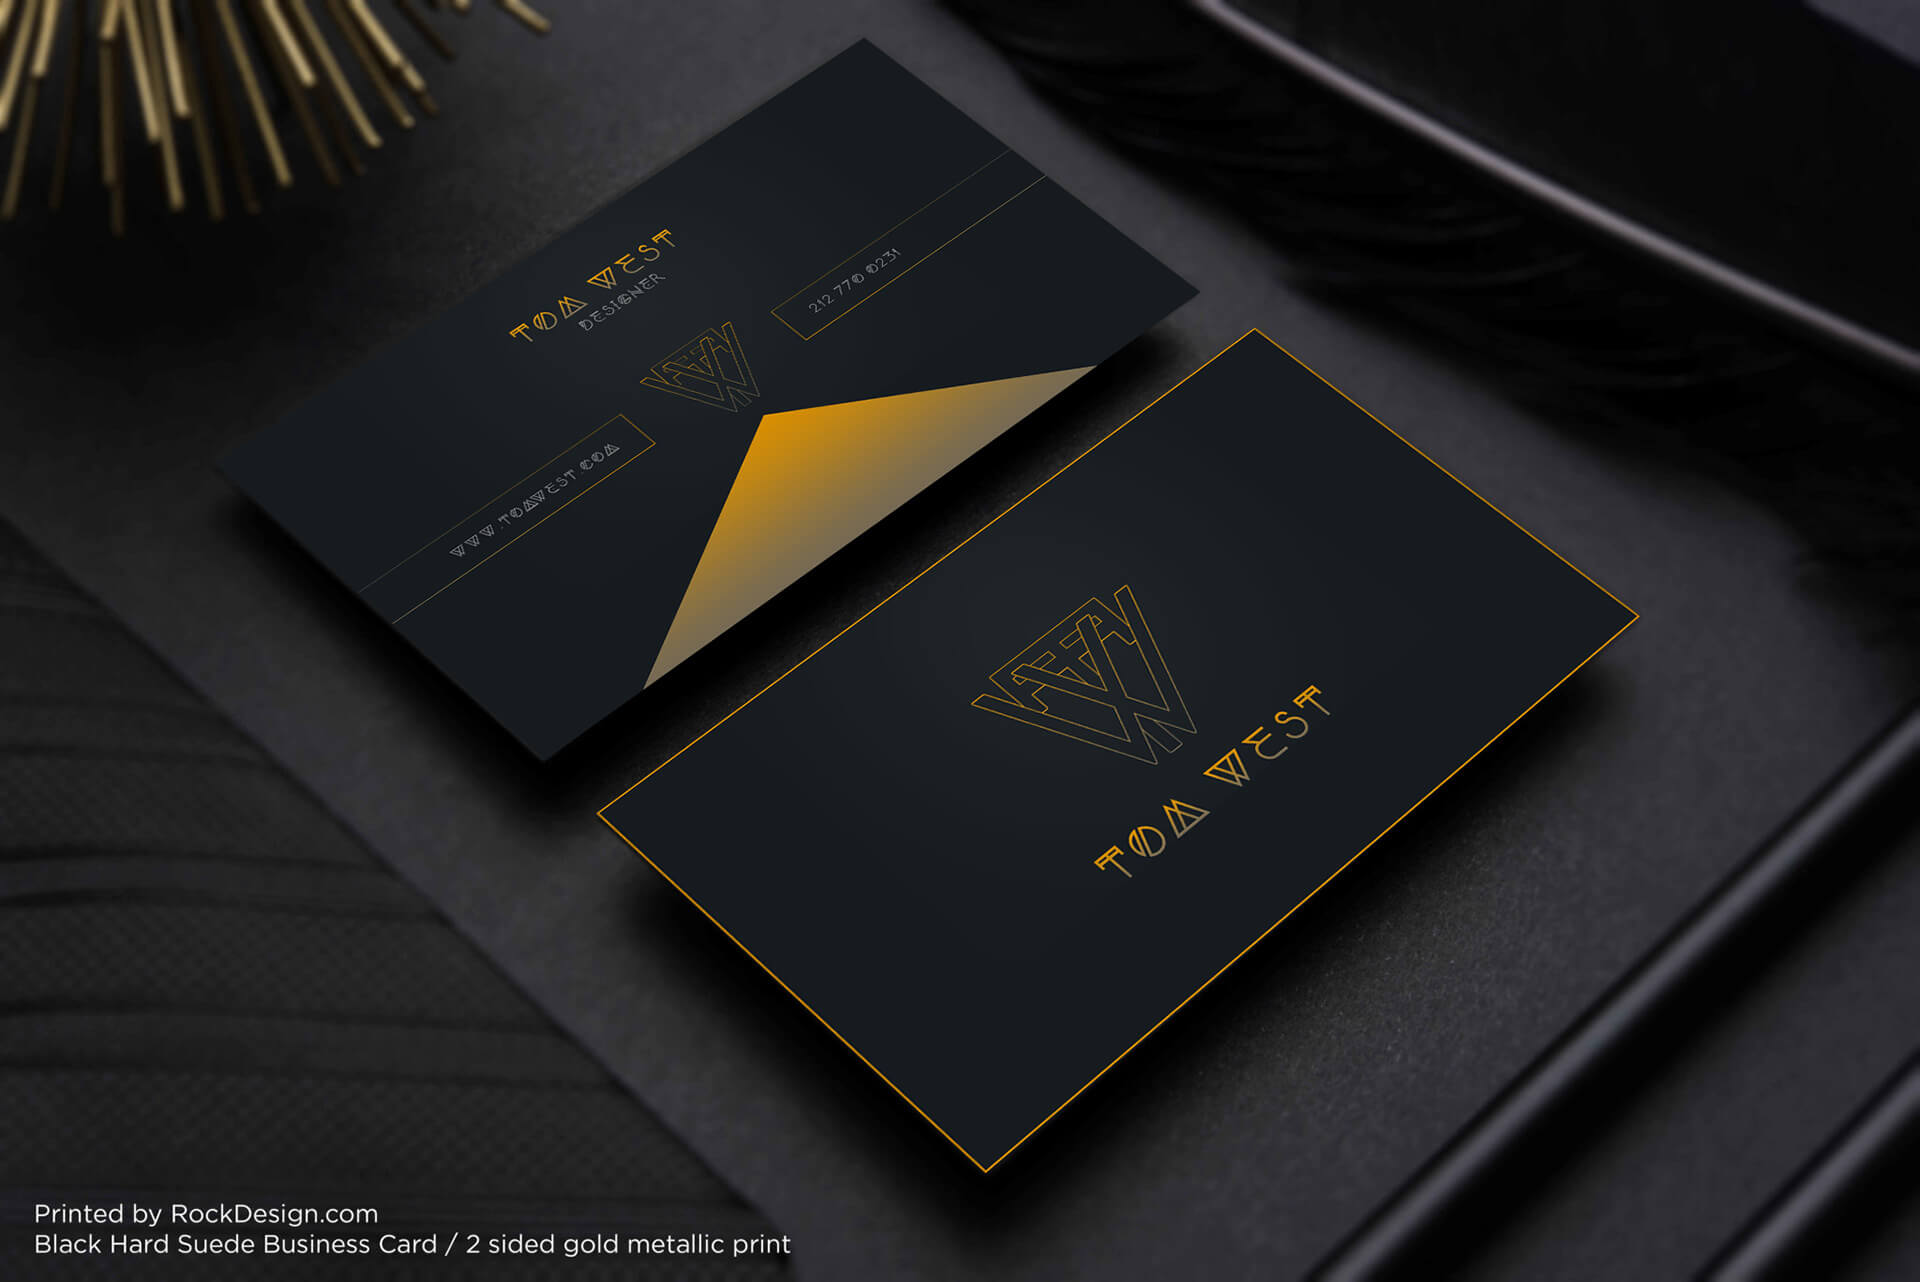 TOM WEST
DESIGNER
212 770 0231
WWW.TOMWEST.COM
TOM WEST
Printed by RockDesign.com
Black Hard Suede Business Card / 2 sided gold metallic print